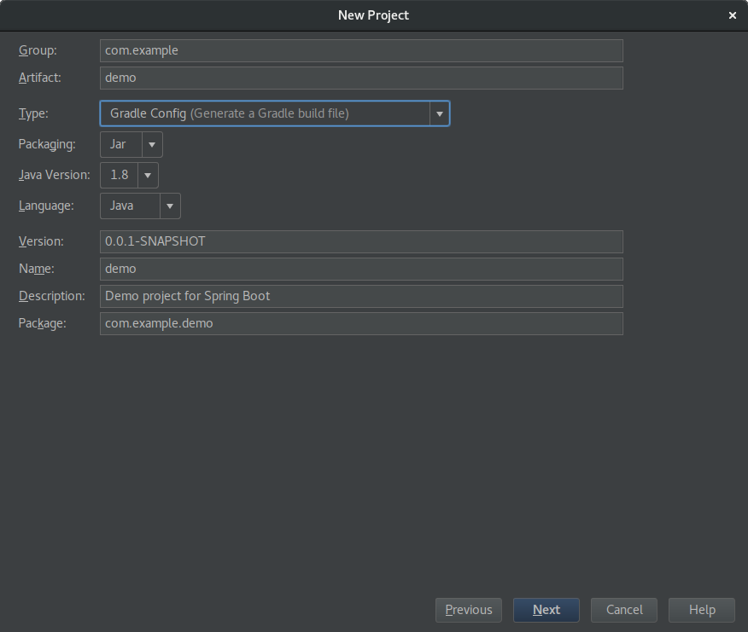 New Project
Group: com.example
Artifact: demo
Type: Gradle Config (Generate a Gradle build file)
Packaging: Jar
Java Version: 1.8
Language: Java
Version: 0.0.1-SNAPSHOT
Name: demo
Description: Demo project for Spring Boot
Package: com.example.demo
Previous Next Cancel Help